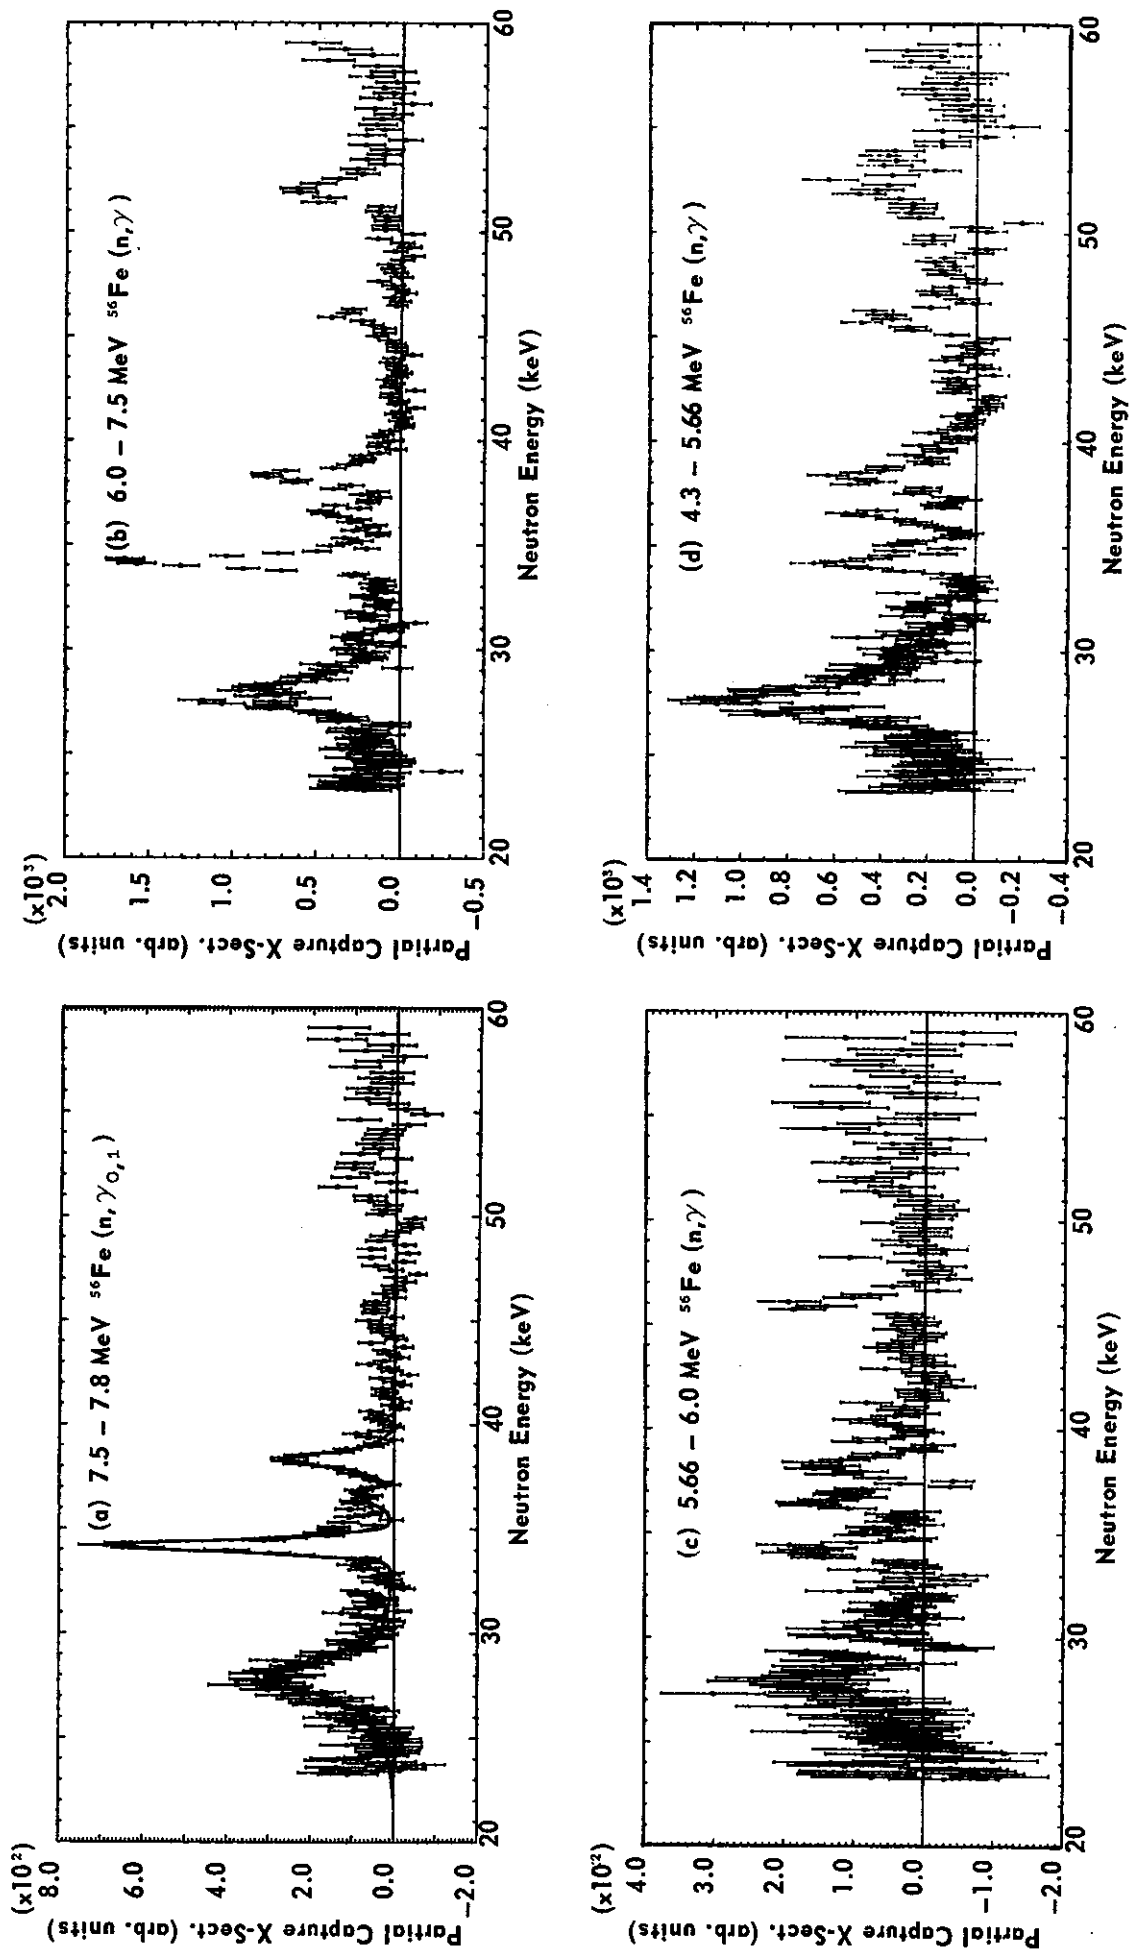 (x10²)
8.0
6.0
4.0
2.0
0.0
−2.0
Partial Capture X-Sect. (arb. units)
(a) 7.5 – 7.8 MeV ⁵⁶Fe (n,γ₀,₁)
20 30 40 50 60
Neutron Energy (keV)
(x10³)
2.0
1.5
1.0
0.5
0.0
−0.5
Partial Capture X-Sect. (arb. units)
(b) 6.0 – 7.5 MeV ⁵⁶Fe (n,γ)
20 30 40 50 60
Neutron Energy (keV)
(x10²)
4.0
3.0
2.0
1.0
0.0
−1.0
−2.0
Partial Capture X-Sect. (arb. units)
(c) 5.66 – 6.0 MeV ⁵⁶Fe (n,γ)
20 30 40 50 60
Neutron Energy (keV)
(x10³)
1.4
1.2
1.0
0.8
0.6
0.4
0.2
0.0
−0.2
−0.4
Partial Capture X-Sect. (arb. units)
(d) 4.3 – 5.66 MeV ⁵⁶Fe (n,γ)
20 30 40 50 60
Neutron Energy (keV)